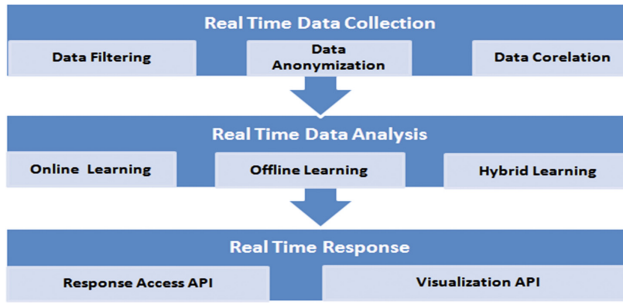 Real Time Data Collection
Data Filtering
Data
Anonymization
Data Corelation
Real Time Data Analysis
Online Learning
Offline Learning
Hybrid Learning
Real Time Response
Response Access API
Visualization API